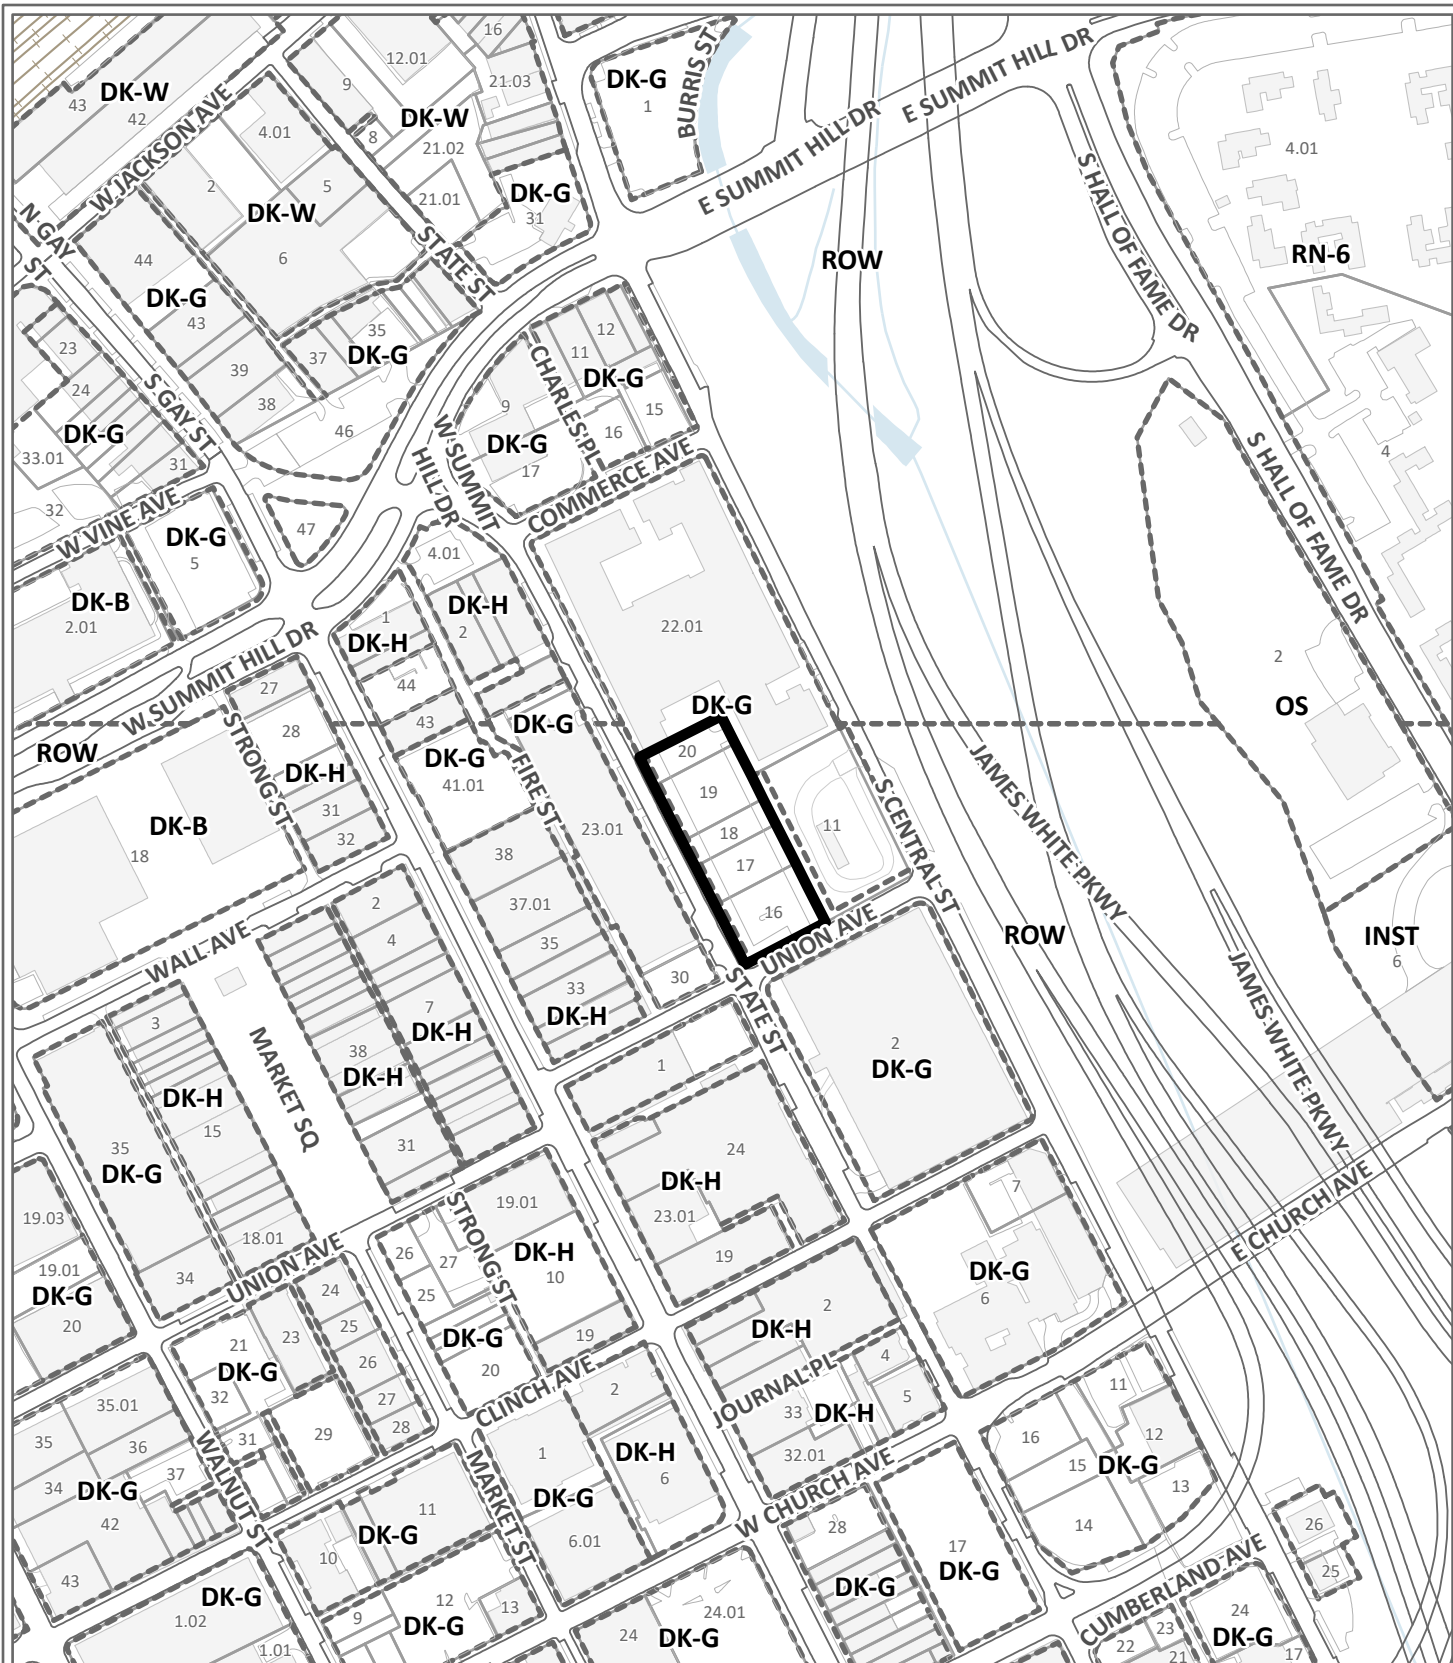 16
12.01
E SUMMIT HILL DR
DK-G
BURRIS ST
9
21.03
DK-W
43
1
42
DK-W
E SUMMIT HILL DR
4.01
8
W JACKSON AVE
21.02
4.01
2
5
21.01
DK-G
S HALL OF FAME DR
DK-W
31
N GAY ST
STATE ST
6
44
ROW
RN-6
DK-G
43
35
12
23
37
DK-G
11
CHARLES PL
39
DK-G
24
S GAY ST
9
15
38
DK-G
46
16
W SUMMIT HILL DR
DK-G
33.01
31
17
4
COMMERCE AVE
S HALL OF FAME DR
32
W VINE AVE
47
DK-G
5
4.01
DK-B
DK-H
2.01
1
2
22.01
DK-H
W SUMMIT HILL DR
2
44
27
DK-G
OS
43
DK-G
28
STRONG ST
20
ROW
DK-G
FIRE ST
JAMES WHITE PKWY
DK-H
41.01
19
S CENTRAL ST
31
DK-B
23.01
11
18
32
18
38
17
2
37.01
16
WALL AVE
4
UNION AVE
ROW
INST
35
6
30
33
STATE ST
JAMES WHITE PKWY
3
7
DK-H
MARKET SQ
DK-H
2
38
1
DK-G
DK-H
DK-H
15
35
31
24
DK-G
DK-H
7
19.01
STRONG ST
E CHURCH AVE
19.03
23.01
18.01
26
DK-H
27
19
19.01
34
10
DK-G
UNION AVE
25
6
DK-G
24
20
2
25
DK-H
21
23
DK-G
19
26
4
DK-G
20
JOURNAL PL
CLINCH AVE
2
11
32
27
5
35.01
33
DK-H
28
29
16
12
35
31
36
1
DK-H
32.01
15
DK-G
WALNUT ST
37
MARKET ST
6
13
34
DK-G
W CHURCH AVE
DK-G
11
14
42
28
26
DK-G
6.01
17
10
CUMBERLAND AVE
43
DK-G
25
DK-G
DK-G
12
13
24.01
24
1.02
9
DK-G
24
DK-G
23
DK-G
22
1.01
21
17